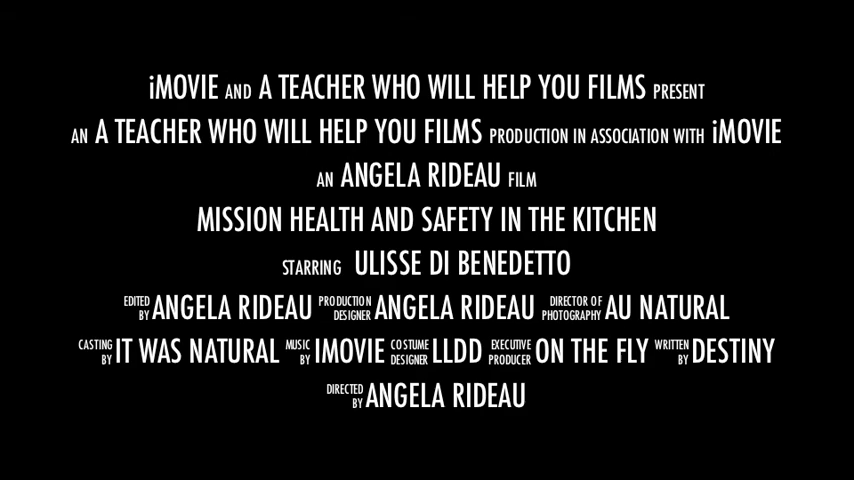 iMOVIE AND A TEACHER WHO WILL HELP YOU FILMS PRESENT
AN A TEACHER WHO WILL HELP YOU FILMS PRODUCTION IN ASSOCIATION WITH iMOVIE
AN ANGELA RIDEAU FILM
MISSION HEALTH AND SAFETY IN THE KITCHEN
STARRING ULISSE DI BENEDETTO
EDITED BY ANGELA RIDEAU PRODUCTION DESIGNER ANGELA RIDEAU DIRECTOR OF PHOTOGRAPHY AU NATURAL
CASTING BY IT WAS NATURAL MUSIC BY IMOVIE COSTUME DESIGNER LLDD EXECUTIVE PRODUCER ON THE FLY WRITTEN BY DESTINY
DIRECTED BY ANGELA RIDEAU